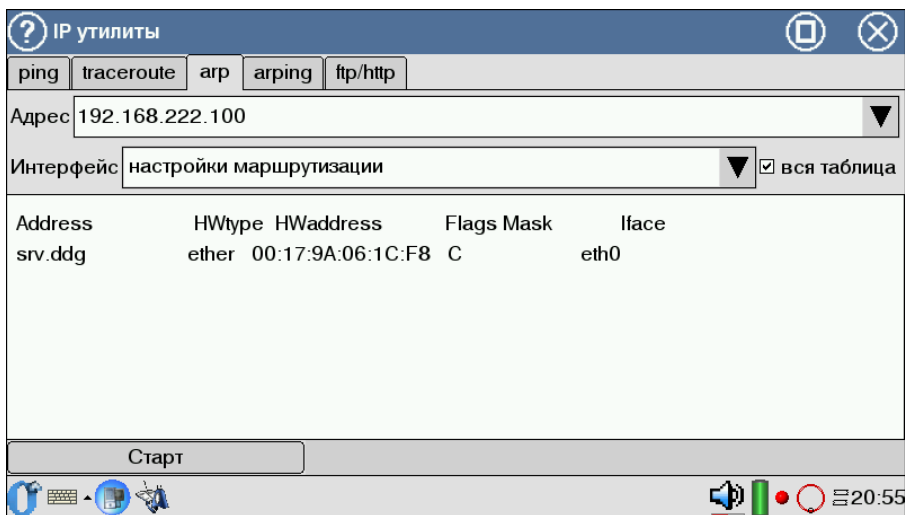 IP утилиты
ping traceroute arp arping ftp/http
Адрес 192.168.222.100
Интерфейс настройки маршрутизации вся таблица
Address HWtype HWaddress Flags Mask Iface
srv.ddg ether 00:17:9A:06:1C:F8 C eth0
Старт
20:55